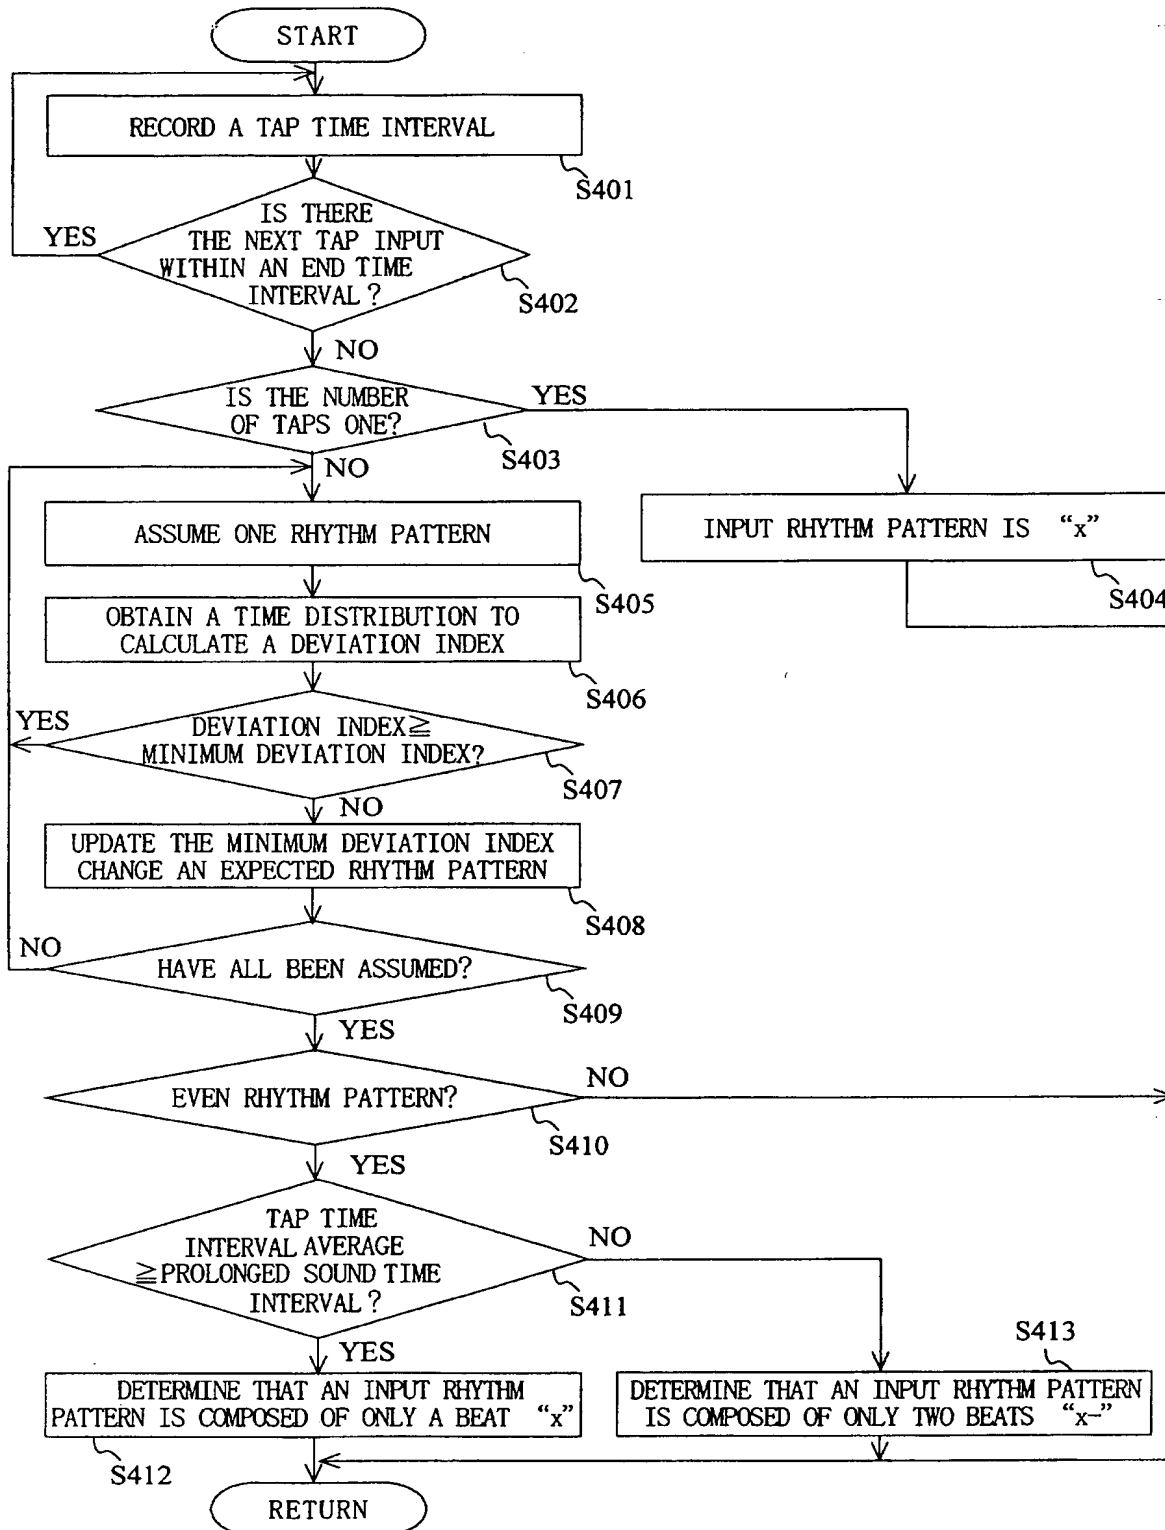 START
RECORD A TAP TIME INTERVAL
S401
IS THERE
THE NEXT TAP INPUT
WITHIN AN END TIME
INTERVAL?
YES
S402
NO
IS THE NUMBER
OF TAPS ONE?
YES
S403
NO
ASSUME ONE RHYTHM PATTERN
S405
INPUT RHYTHM PATTERN IS “x”
S404
OBTAIN A TIME DISTRIBUTION TO
CALCULATE A DEVIATION INDEX
S406
YES
DEVIATION INDEX≧
MINIMUM DEVIATION INDEX?
S407
NO
UPDATE THE MINIMUM DEVIATION INDEX
CHANGE AN EXPECTED RHYTHM PATTERN
S408
NO
HAVE ALL BEEN ASSUMED?
S409
YES
EVEN RHYTHM PATTERN?
NO
S410
YES
TAP TIME
INTERVAL AVERAGE
≧PROLONGED SOUND TIME
INTERVAL?
NO
S411
YES
S413
DETERMINE THAT AN INPUT RHYTHM
PATTERN IS COMPOSED OF ONLY A BEAT “x”
S412
DETERMINE THAT AN INPUT RHYTHM PATTERN
IS COMPOSED OF ONLY TWO BEATS “x–”
RETURN